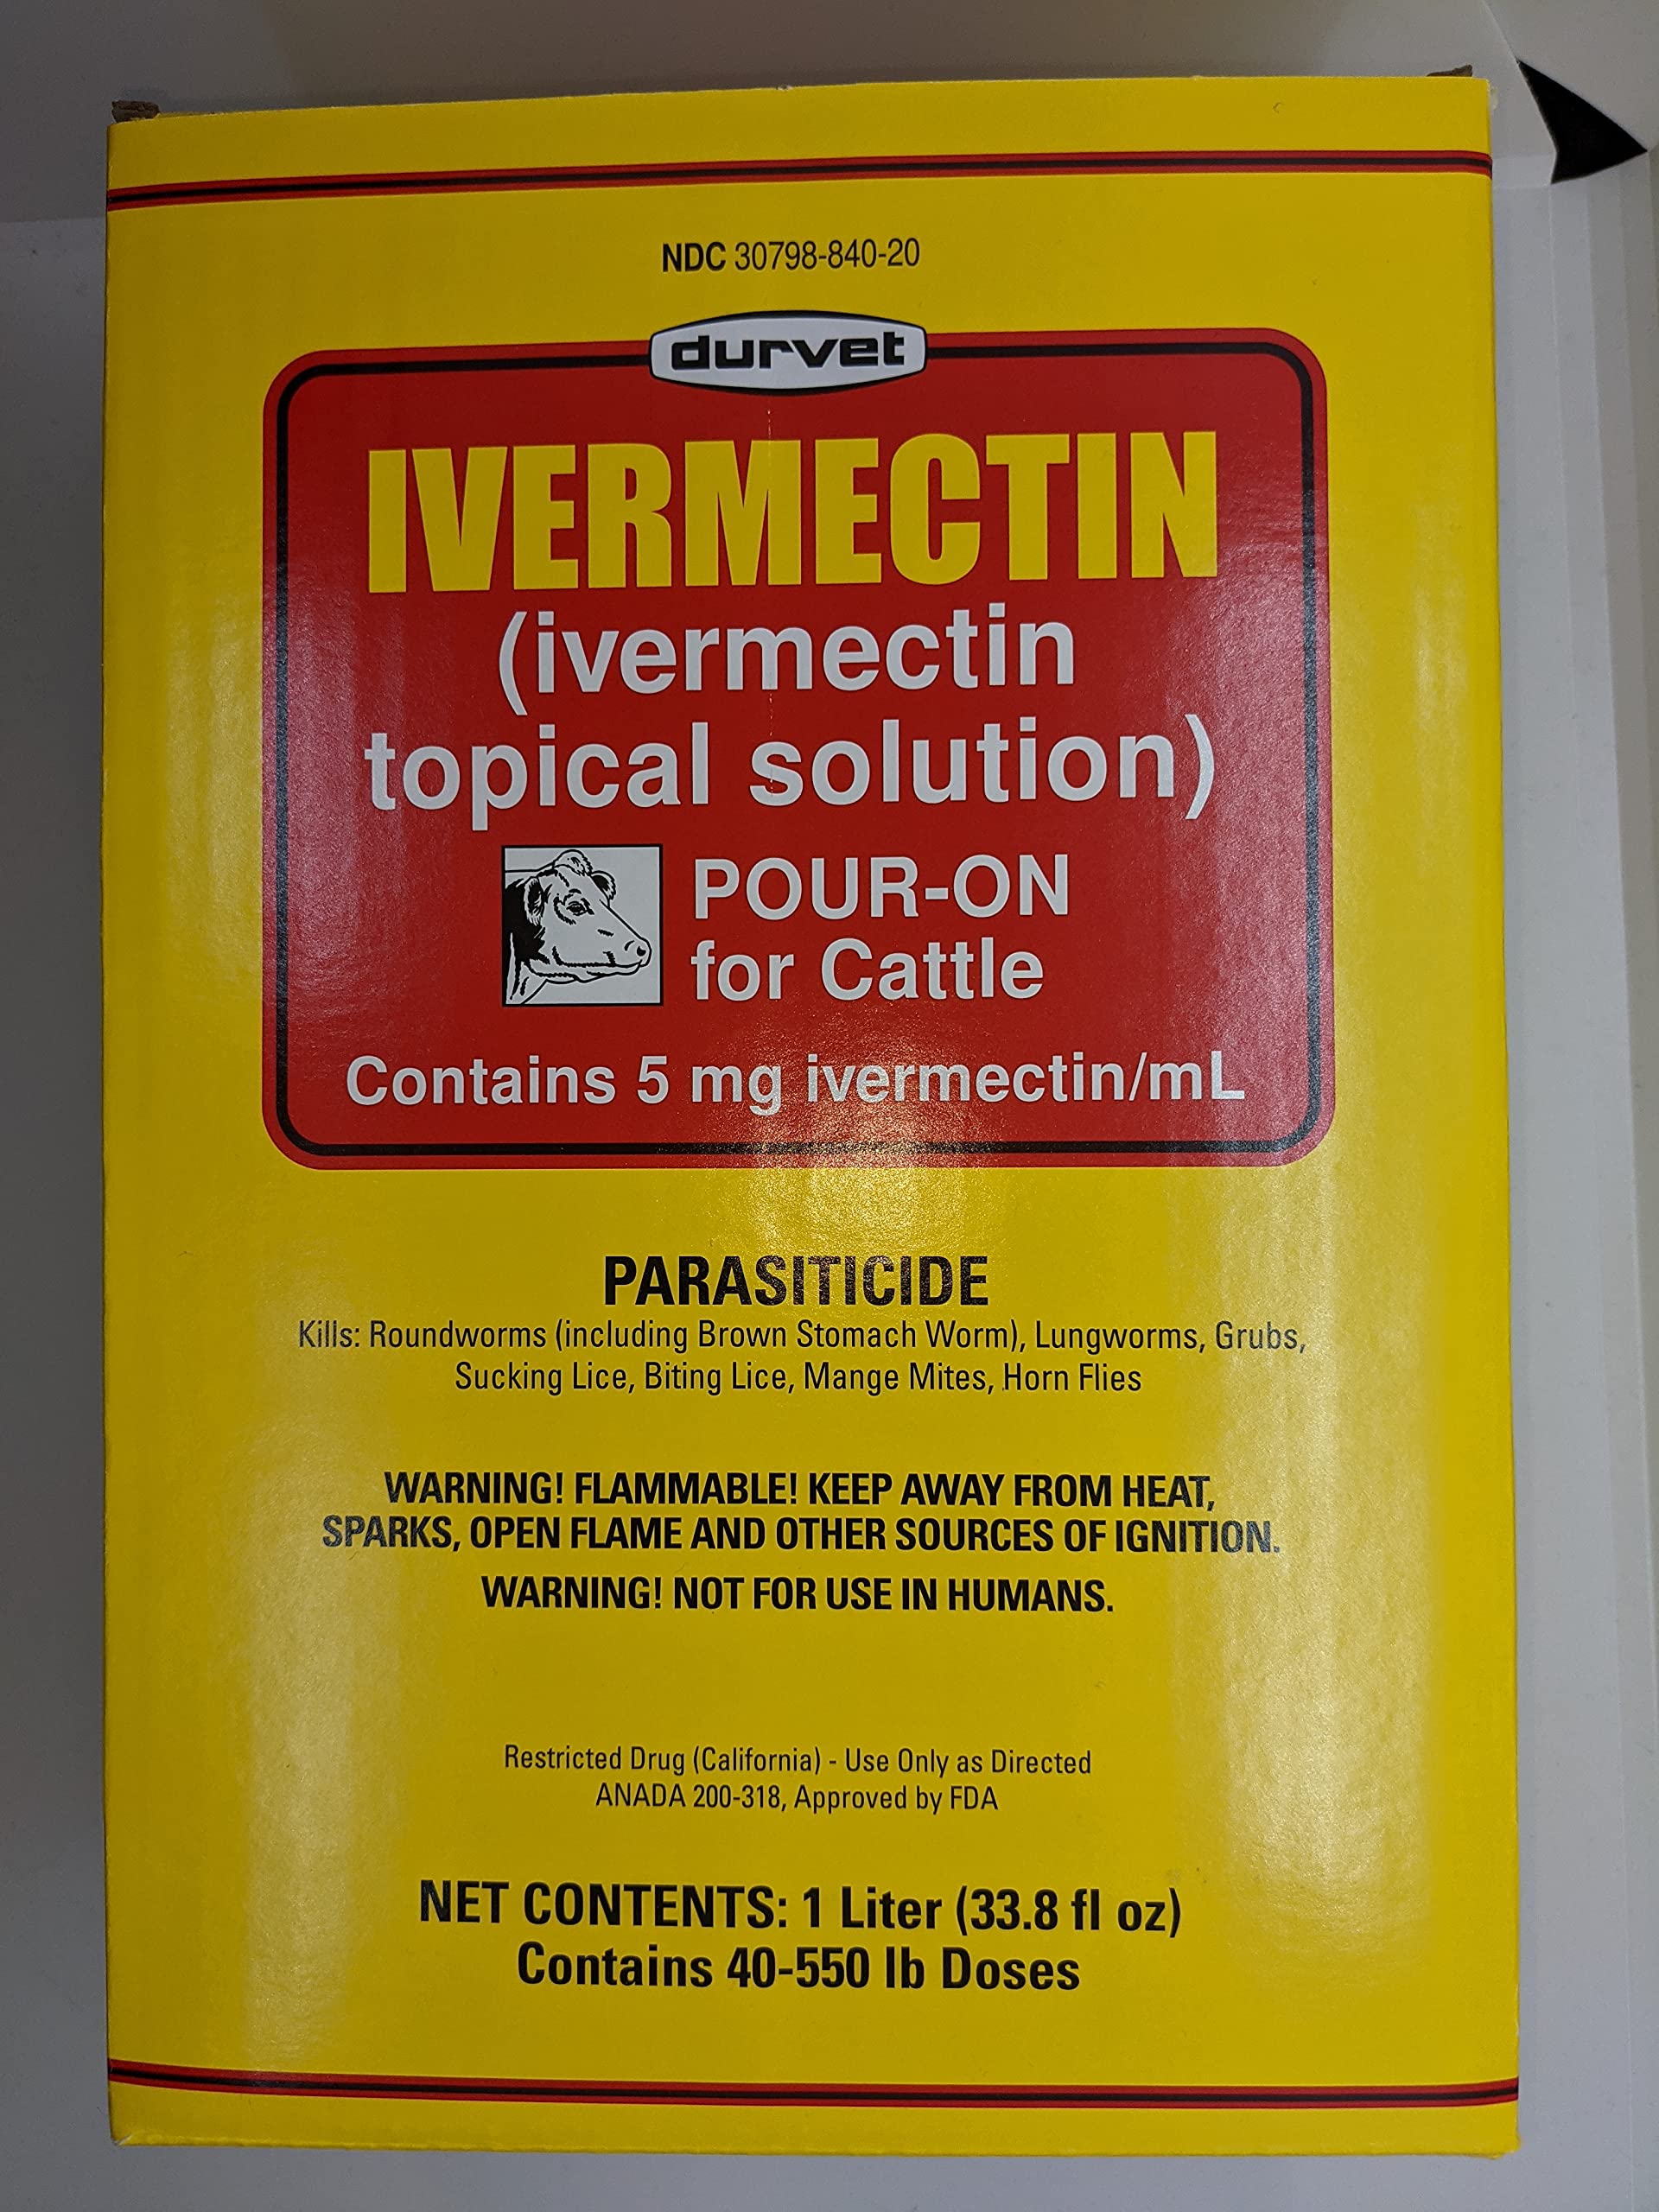 NDC 30798-840-20
durvet
IVERMECTIN
(ivermectin
topical solution)
POUR-ON
for Cattle
Contains 5 mg ivermectin/mL
PARASITICIDE
Kills: Roundworms (including Brown Stomach Worm), Lungworms, Grubs,
Sucking Lice, Biting Lice, Mange Mites, Horn Flies
WARNING! FLAMMABLE! KEEP AWAY FROM HEAT,
SPARKS, OPEN FLAME AND OTHER SOURCES OF IGNITION.
WARNING! NOT FOR USE IN HUMANS.
Restricted Drug (California) - Use Only as Directed
ANADA 200-318, Approved by FDA
NET CONTENTS: 1 Liter (33.8 fl oz)
Contains 40-550 lb Doses